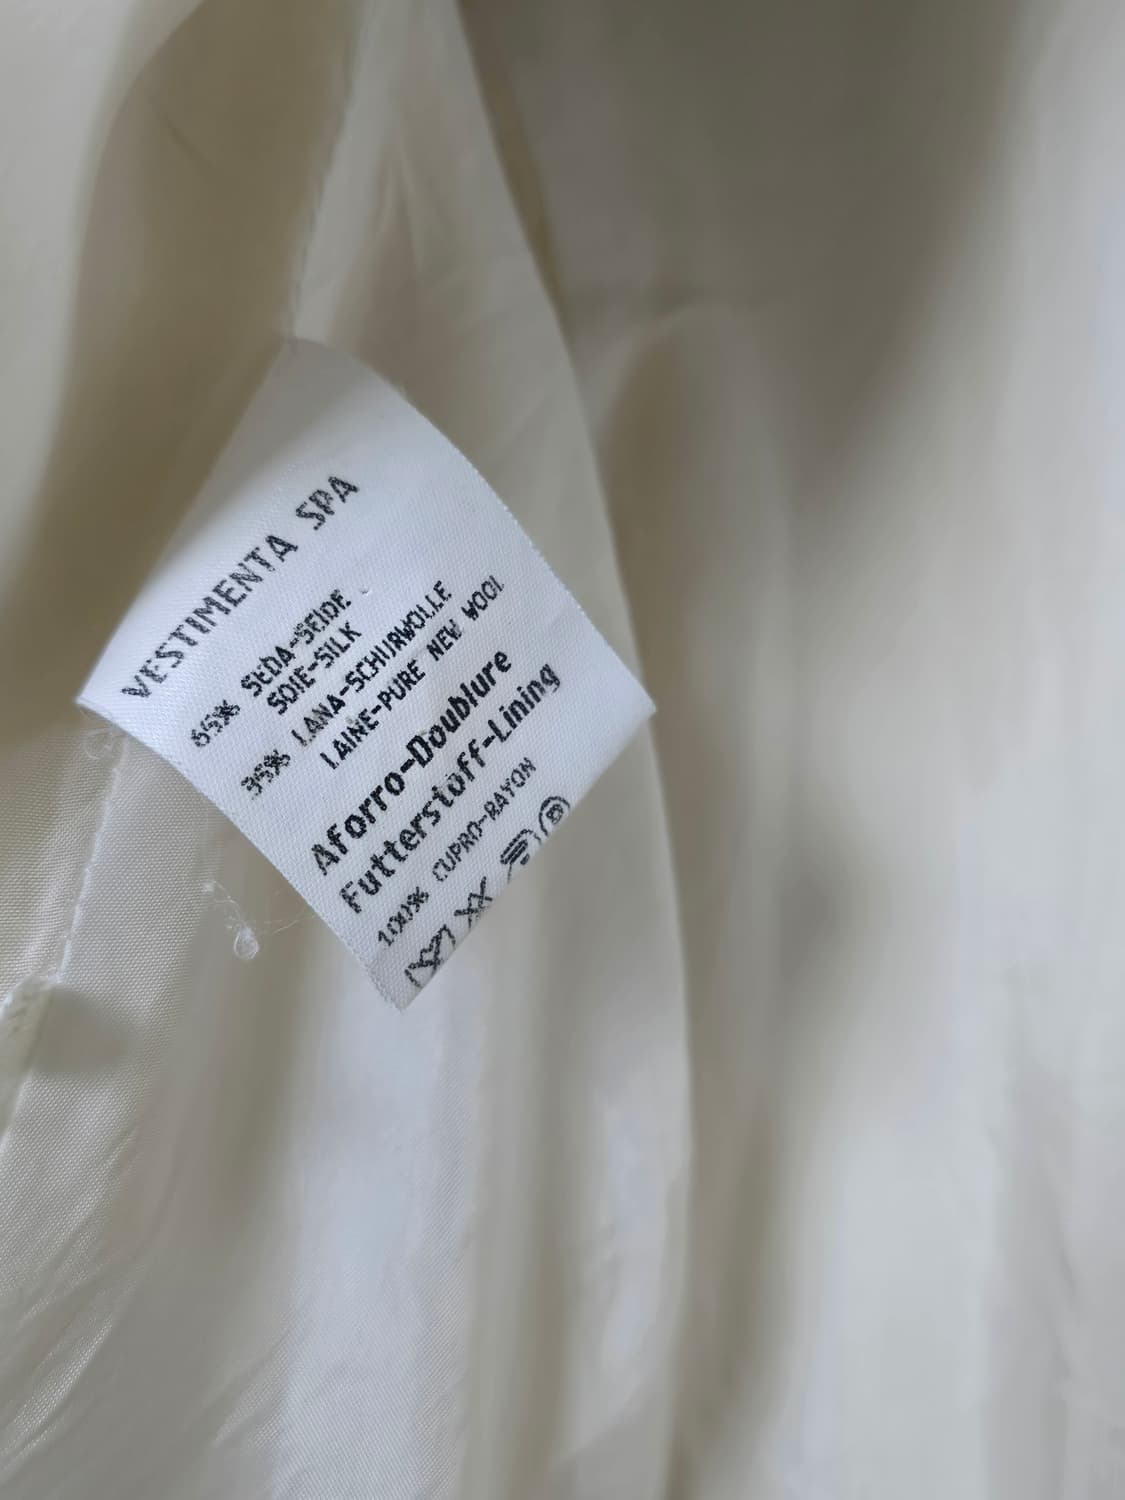 VESTIMENTA SPA
65% SEDA-SEIDE
SOIE-SILK
35% LANA-SCHURWOLLE
LAINE-PURE NEW WOOL
Aforro-Doublure
Futterstoff-Lining
100% CUPRO-RAYON